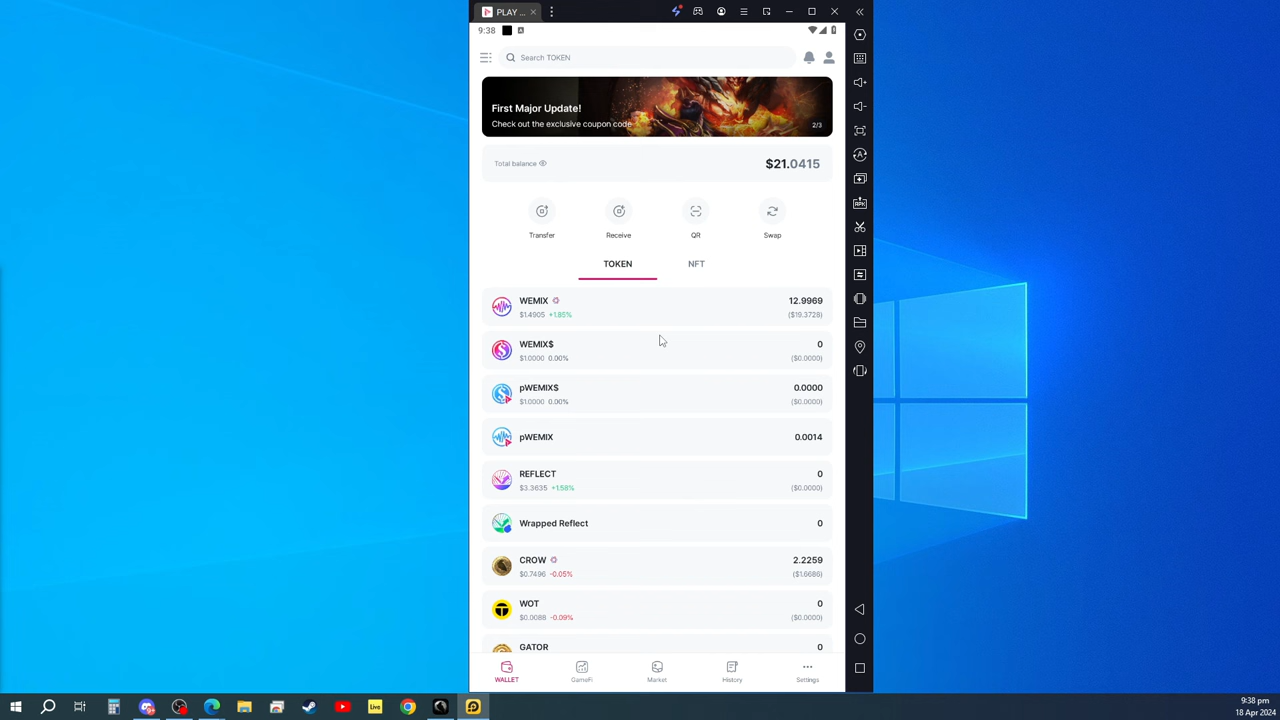 PLAY ...
9:38
Search TOKEN
First Major Update!
Check out the exclusive coupon code
2/3
Total balance
$21.0415
Transfer
Receive
QR
Swap
TOKEN
NFT
WEMIX
12.9969
$1.4905 +1.85%
($19.3728)
WEMIX$
0
$1.0000 0.00%
($0.0000)
pWEMIX$
0.0000
$1.0000 0.00%
($0.0000)
pWEMIX
0.0014
REFLECT
0
$3.3635 +1.58%
($0.0000)
Wrapped Reflect
0
CROW
2.2259
$0.7496 -0.05%
($1.6686)
WOT
0
$0.0088 -0.09%
($0.0000)
GATOR
0
WALLET
GameFi
Market
History
Settings
Live
9:38 pm
18 Apr 2024